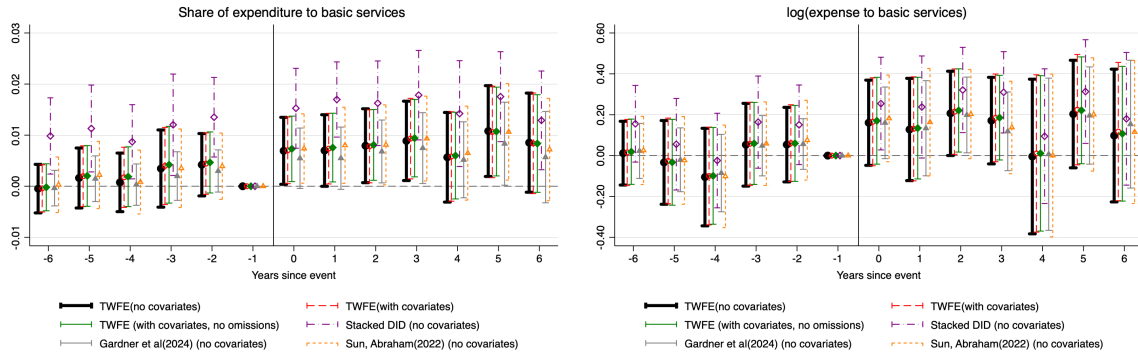 Share of expenditure to basic services
0.03
0.02
0.01
0.00
-0.01
-6 -5 -4 -3 -2 -1 0 1 2 3 4 5 6
Years since event
TWFE(no covariates) TWFE(with covariates)
TWFE (with covariates, no omissions) Stacked DID (no covariates)
Gardner et al(2024) (no covariates) Sun, Abraham(2022) (no covariates)
log(expense to basic services)
0.60
0.40
0.20
0.00
-0.20
-0.40
-6 -5 -4 -3 -2 -1 0 1 2 3 4 5 6
Years since event
TWFE(no covariates) TWFE(with covariates)
TWFE (with covariates, no omissions) Stacked DID (no covariates)
Gardner et al(2024) (no covariates) Sun, Abraham(2022) (no covariates)